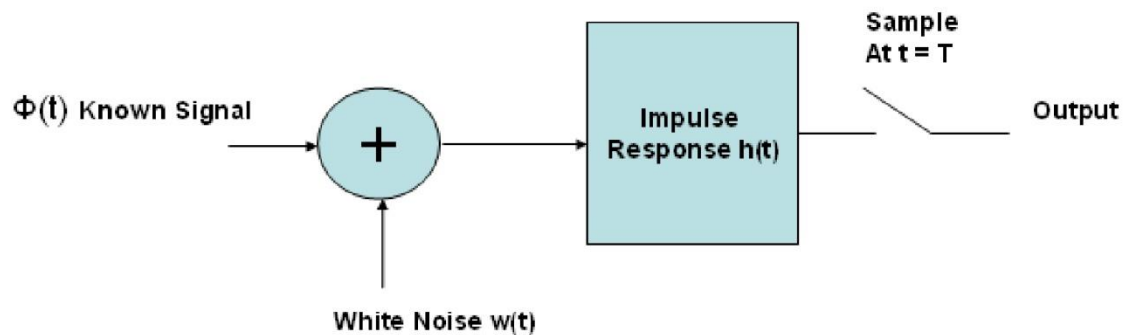 Φ(t) Known Signal
+
Impulse
Response h(t)
Sample
At t = T
Output
White Noise w(t)